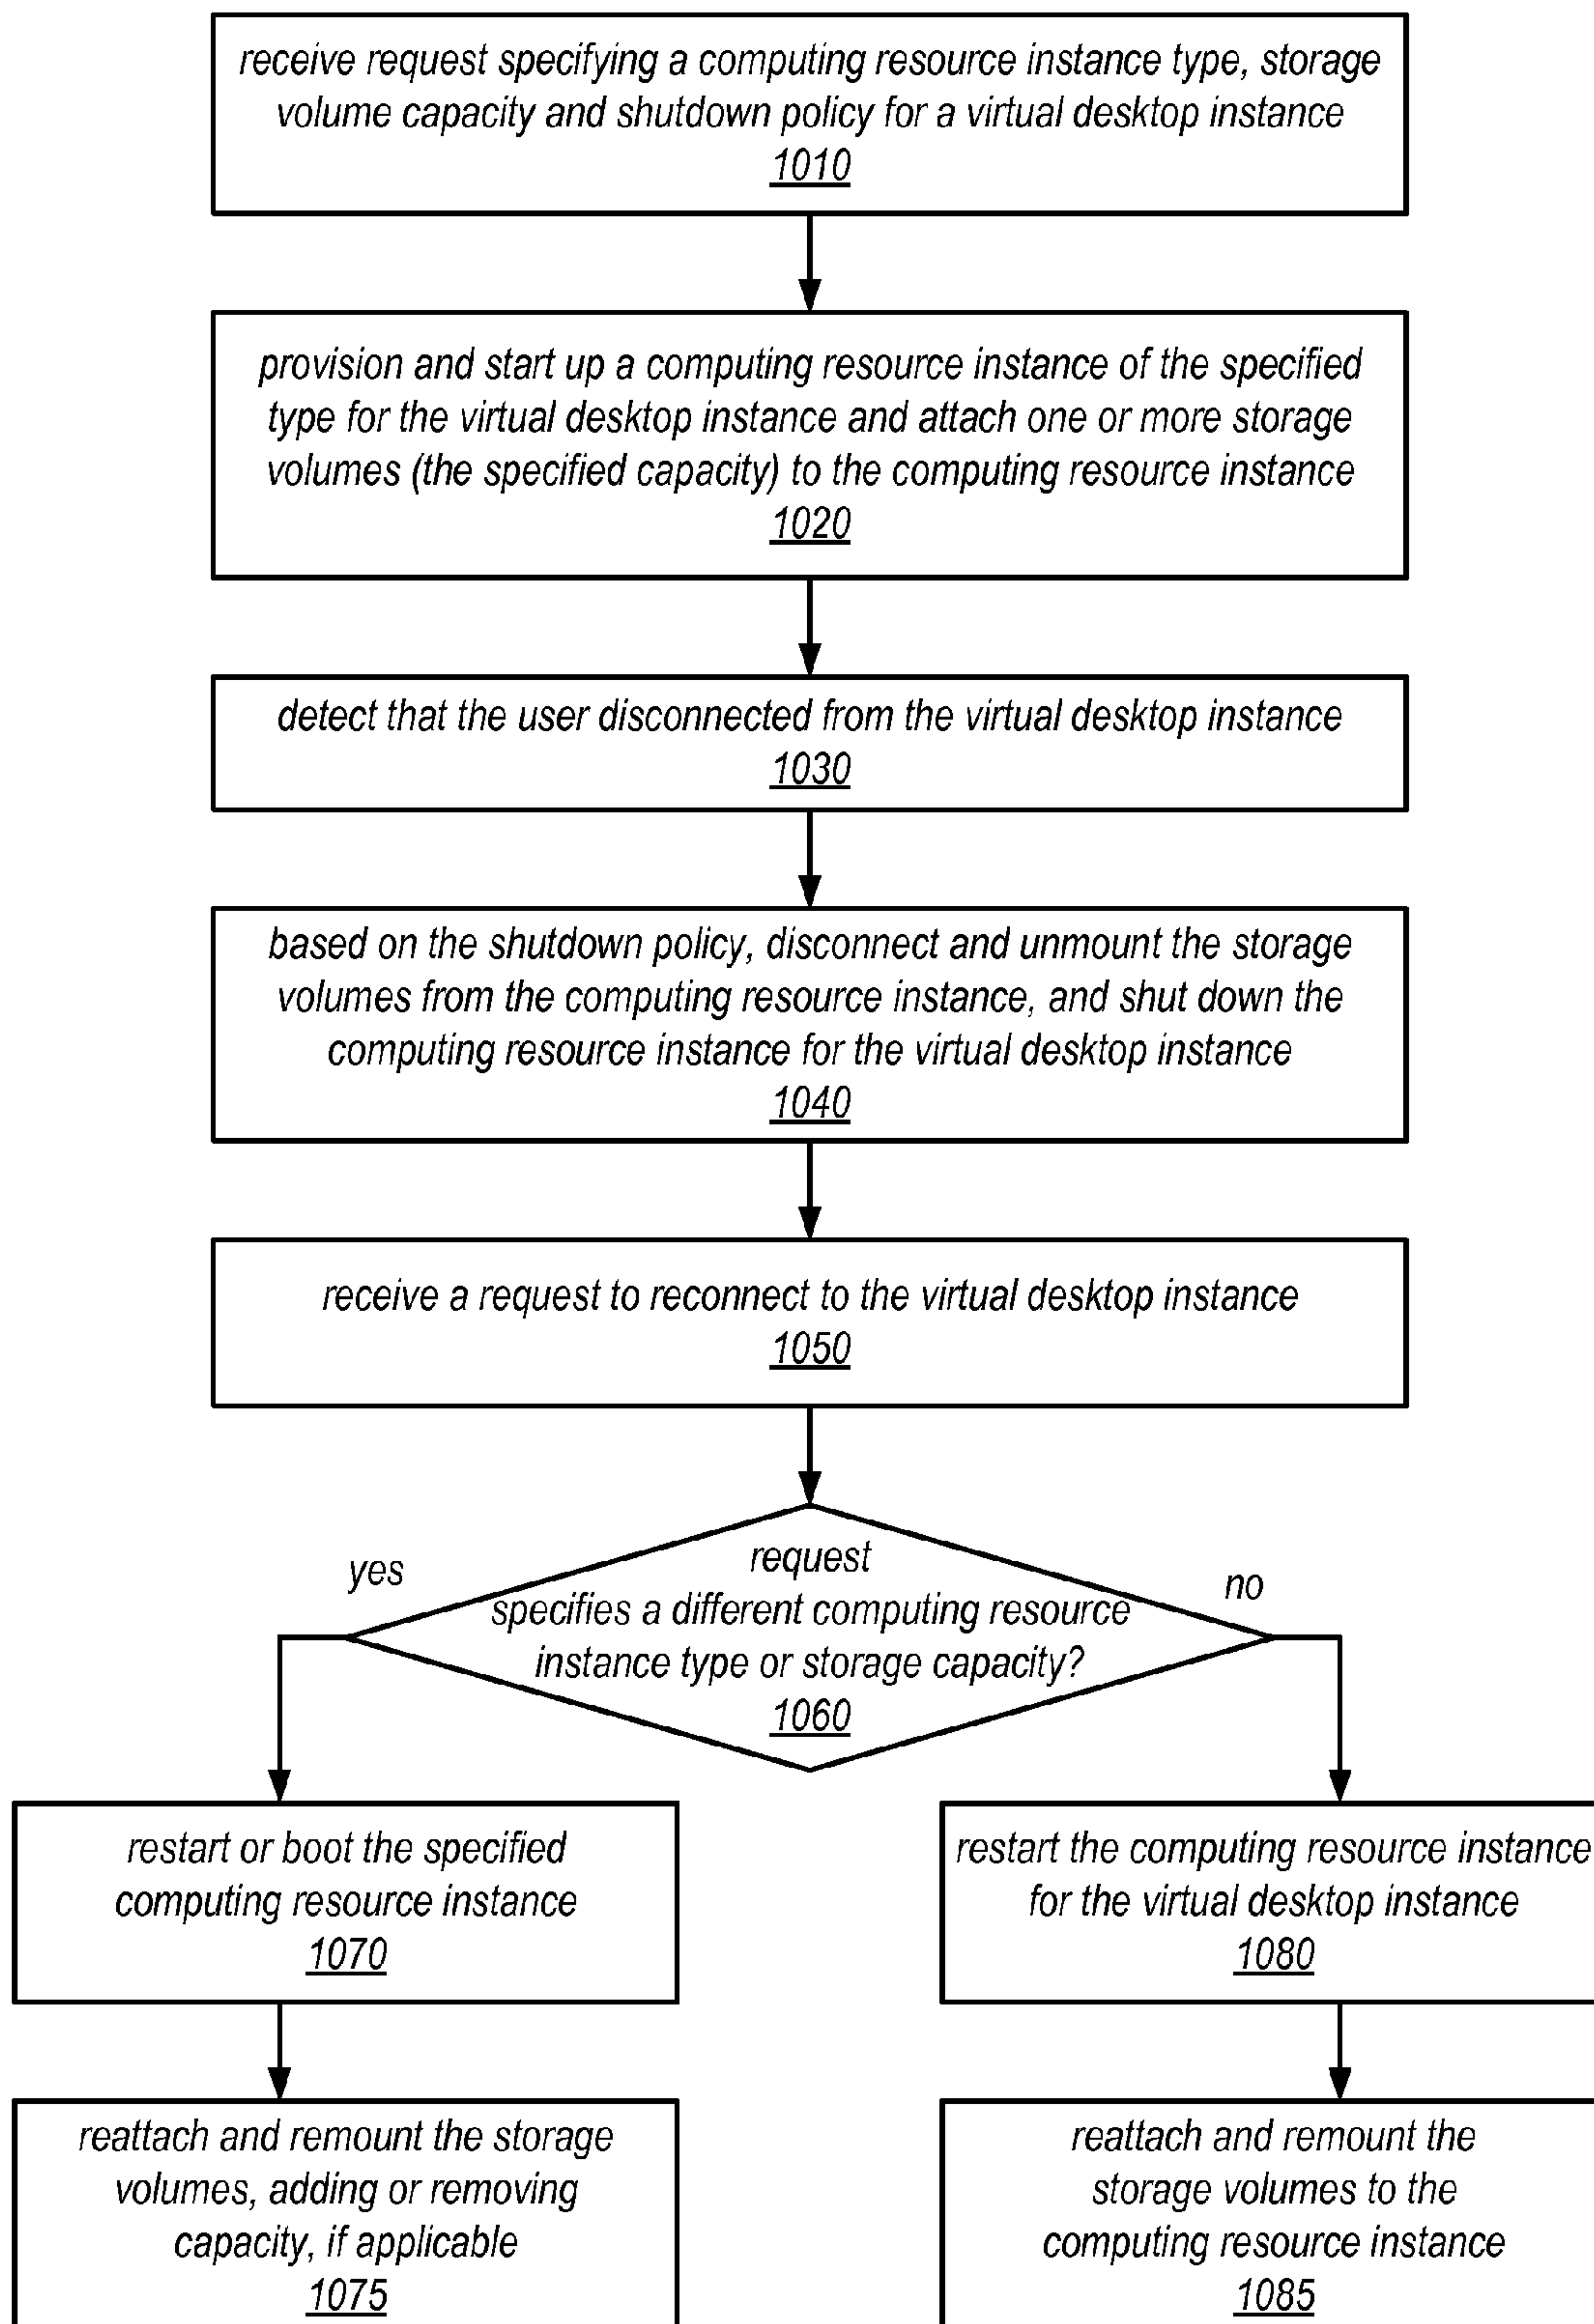 receive request specifying a computing resource instance type, storage
volume capacity and shutdown policy for a virtual desktop instance
1010
provision and start up a computing resource instance of the specified
type for the virtual desktop instance and attach one or more storage
volumes (the specified capacity) to the computing resource instance
1020
detect that the user disconnected from the virtual desktop instance
1030
based on the shutdown policy, disconnect and unmount the storage
volumes from the computing resource instance, and shut down the
computing resource instance for the virtual desktop instance
1040
receive a request to reconnect to the virtual desktop instance
1050
request
specifies a different computing resource
instance type or storage capacity?
1060
yes
no
restart or boot the specified
computing resource instance
1070
restart the computing resource instance
for the virtual desktop instance
1080
reattach and remount the storage
volumes, adding or removing
capacity, if applicable
1075
reattach and remount the
storage volumes to the
computing resource instance
1085